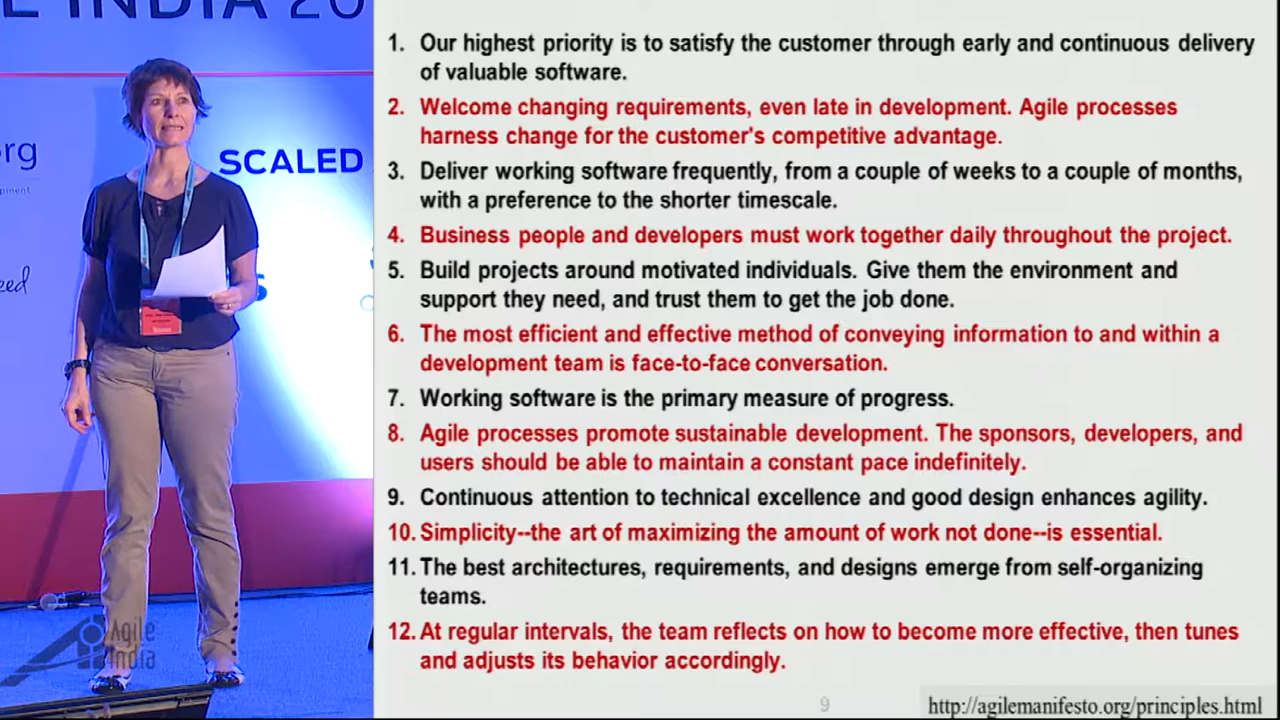 E INDIA 20
rg
pment
SCALED
eed
S
Agile
India
1. Our highest priority is to satisfy the customer through early and continuous delivery
of valuable software.
2. Welcome changing requirements, even late in development. Agile processes
harness change for the customer's competitive advantage.
3. Deliver working software frequently, from a couple of weeks to a couple of months,
with a preference to the shorter timescale.
4. Business people and developers must work together daily throughout the project.
5. Build projects around motivated individuals. Give them the environment and
support they need, and trust them to get the job done.
6. The most efficient and effective method of conveying information to and within a
development team is face-to-face conversation.
7. Working software is the primary measure of progress.
8. Agile processes promote sustainable development. The sponsors, developers, and
users should be able to maintain a constant pace indefinitely.
9. Continuous attention to technical excellence and good design enhances agility.
10. Simplicity--the art of maximizing the amount of work not done--is essential.
11. The best architectures, requirements, and designs emerge from self-organizing
teams.
12. At regular intervals, the team reflects on how to become more effective, then tunes
and adjusts its behavior accordingly.
9
http://agilemanifesto.org/principles.html